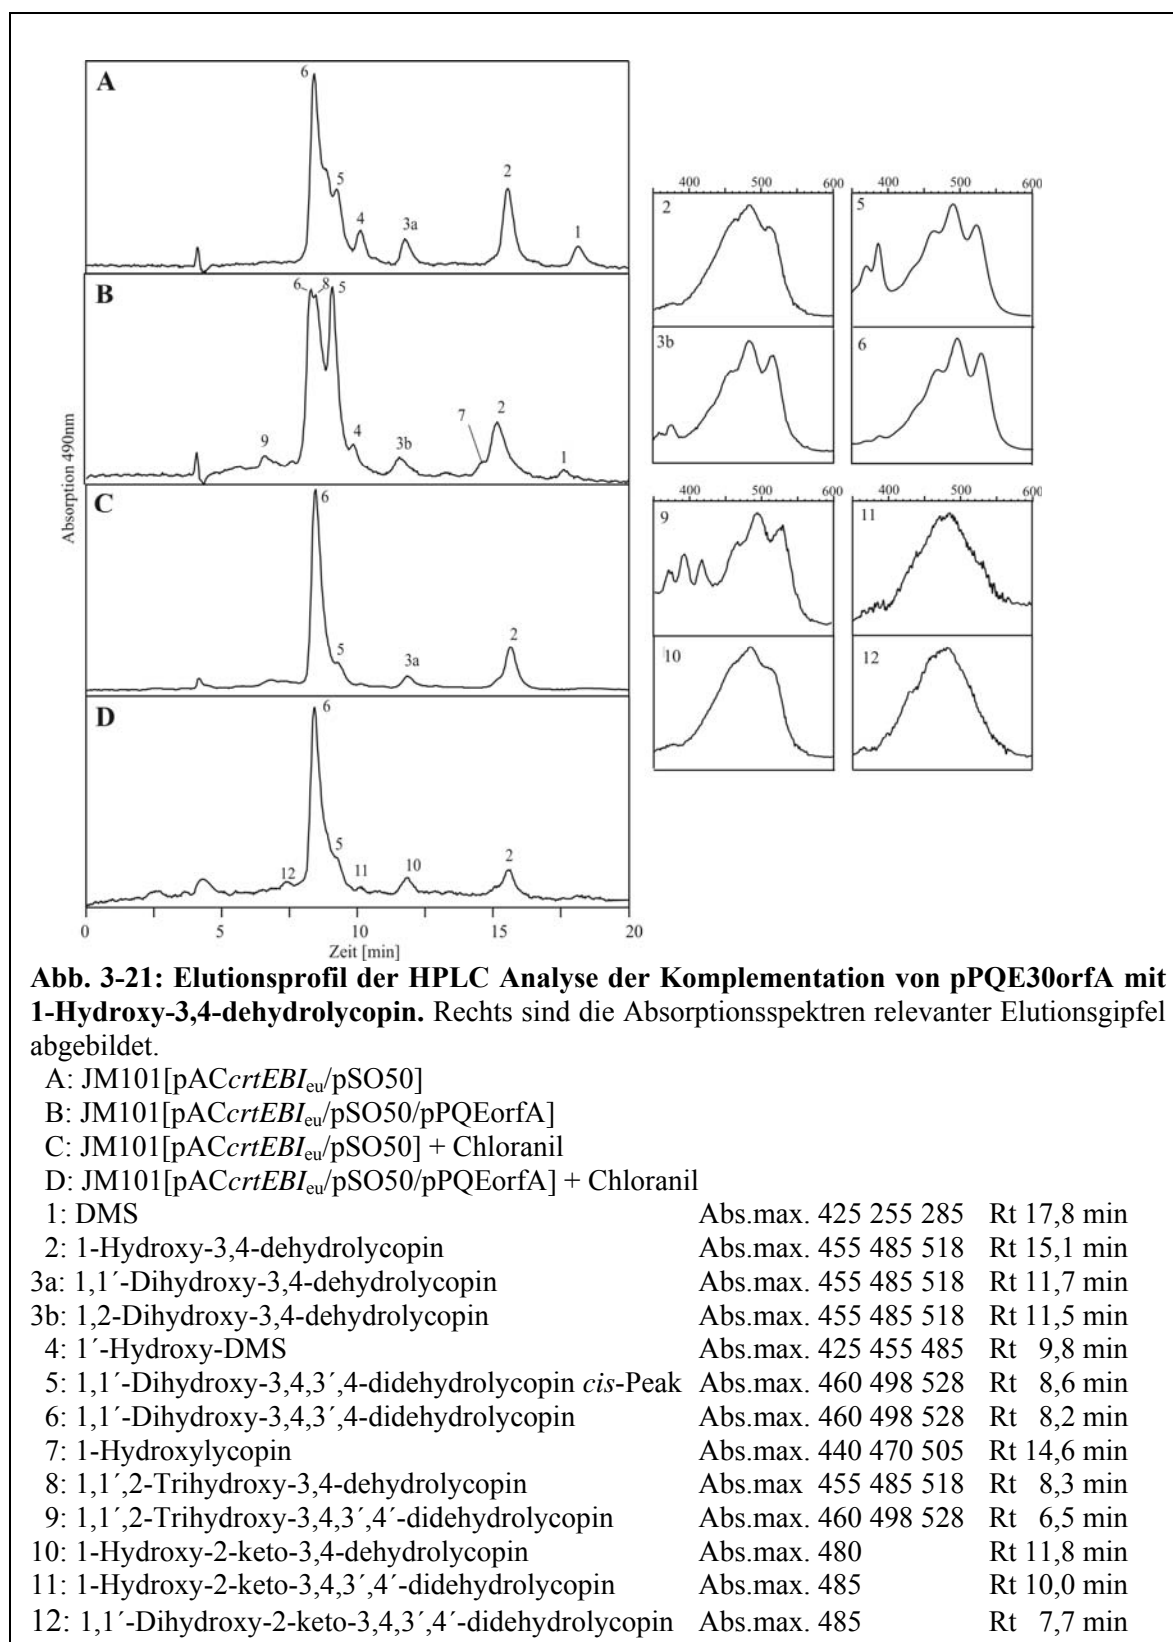 A
6
5
4
3a
2
1
B
6
8
5
4
9
3b
7
2
1
C
6
5
3a
2
D
6
5
12
11
10
2
Absorption 490nm
0 5 10 15 20
Zeit [min]
400 500 600 400 500 600
2 5
3b 6
400 500 600 400 500 600
9 11
10 12
Abb. 3-21: Elutionsprofil der HPLC Analyse der Komplementation von pPQE30orfA mit
1-Hydroxy-3,4-dehydrolycopin. Rechts sind die Absorptionsspektren relevanter Elutionsgipfel
abgebildet.
A: JM101[pACcrtEBIeu/pSO50]
B: JM101[pACcrtEBIeu/pSO50/pPQEorfA]
C: JM101[pACcrtEBIeu/pSO50] + Chloranil
D: JM101[pACcrtEBIeu/pSO50/pPQEorfA] + Chloranil
1: DMS Abs.max. 425 255 285 Rt 17,8 min
2: 1-Hydroxy-3,4-dehydrolycopin Abs.max. 455 485 518 Rt 15,1 min
3a: 1,1´-Dihydroxy-3,4-dehydrolycopin Abs.max. 455 485 518 Rt 11,7 min
3b: 1,2-Dihydroxy-3,4-dehydrolycopin Abs.max. 455 485 518 Rt 11,5 min
4: 1´-Hydroxy-DMS Abs.max. 425 455 485 Rt 9,8 min
5: 1,1´-Dihydroxy-3,4,3´,4-didehydrolycopin cis-Peak Abs.max. 460 498 528 Rt 8,6 min
6: 1,1´-Dihydroxy-3,4,3´,4-didehydrolycopin Abs.max. 460 498 528 Rt 8,2 min
7: 1-Hydroxylycopin Abs.max. 440 470 505 Rt 14,6 min
8: 1,1´,2-Trihydroxy-3,4-dehydrolycopin Abs.max. 455 485 518 Rt 8,3 min
9: 1,1´,2-Trihydroxy-3,4,3´,4´-didehydrolycopin Abs.max. 460 498 528 Rt 6,5 min
10: 1-Hydroxy-2-keto-3,4-dehydrolycopin Abs.max. 480 Rt 11,8 min
11: 1-Hydroxy-2-keto-3,4,3´,4´-didehydrolycopin Abs.max. 485 Rt 10,0 min
12: 1,1´-Dihydroxy-2-keto-3,4,3´,4´-didehydrolycopin Abs.max. 485 Rt 7,7 min